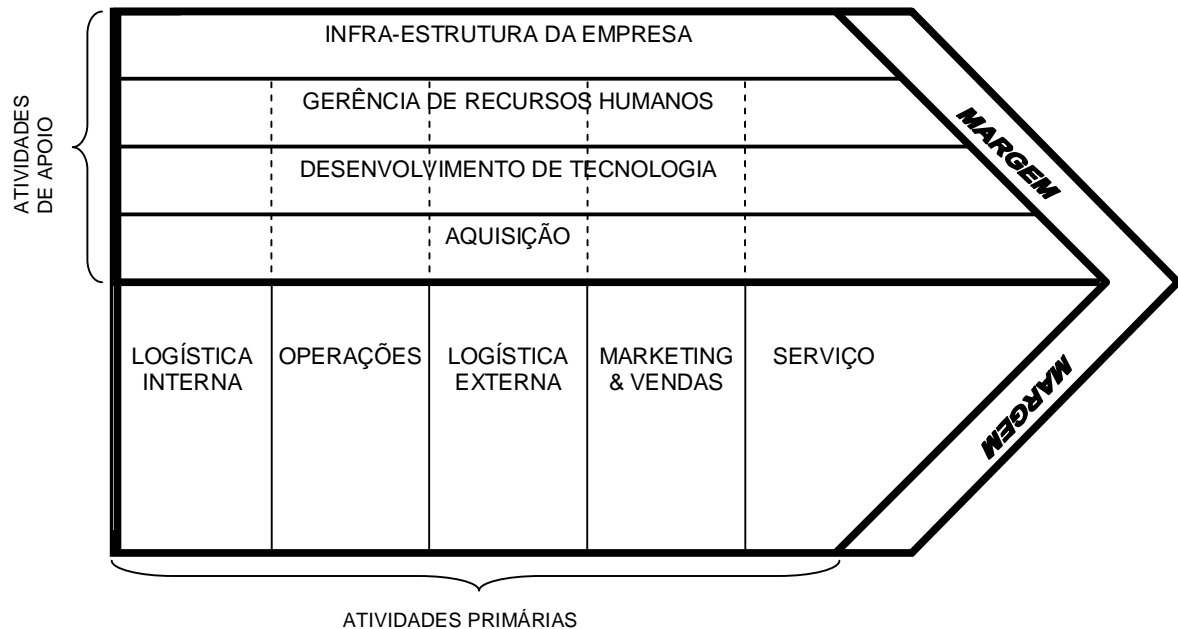 INFRA-ESTRUTURA DA EMPRESA
GERÊNCIA DE RECURSOS HUMANOS
DESENVOLVIMENTO DE TECNOLOGIA
AQUISIÇÃO
ATIVIDADES
DE APOIO
MARGEM
LOGÍSTICA
INTERNA
OPERAÇÕES
LOGÍSTICA
EXTERNA
MARKETING
& VENDAS
SERVIÇO
MARGEM
ATIVIDADES PRIMÁRIAS